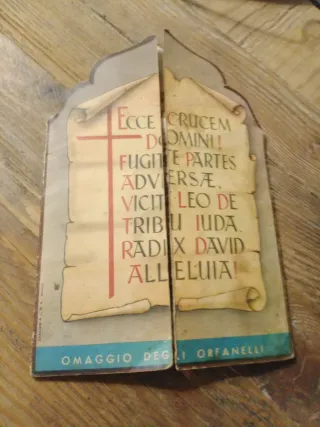 ECCE CRUCEM
DOMINI!
FUGITE PARTES
ADVERSÆ,
VICIT LEO DE
TRIBU IUDA.
RADIX DAVID
ALLELUIA!
OMAGGIO DEGLI ORFANELLI